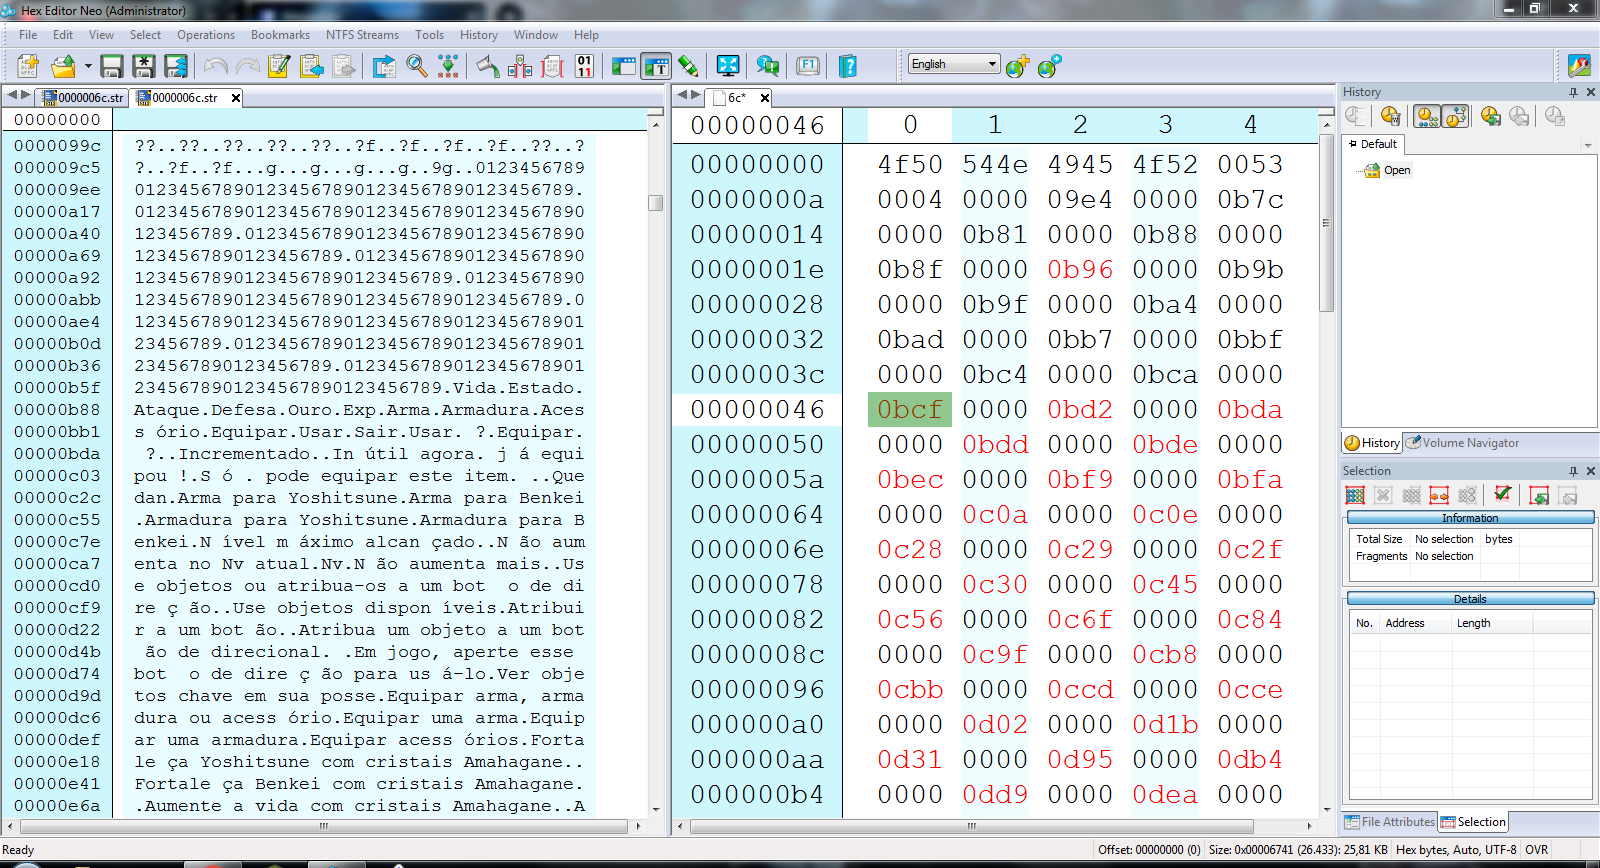 Hex Editor Neo (Administrator)
File Edit View Select Operations Bookmarks NTFS Streams Tools History Window Help
English
0000006c.str 0000006c.str
00000000
0000099c ??..??..??..??..??..?f..?f..?f..?f..??..?
000009c5 ?..?f..?f...g...g...g...g..9g..0123456789
000009ee 0123456789012345678901234567890123456789.
00000a17 01234567890123456789012345678901234567890
00000a40 123456789.0123456789012345678901234567890
00000a69 12345678901234567890123456789.01234567890
00000a92 12345678901234567890123456789.01234567890
00000abb 123456789012345678901234567890123456789.0
00000ae4 12345678901234567890123456789012345678901
00000b0d 23456789.01234567890123456789012345678901
00000b36 2345678901234567890123456789.012345678901
00000b5f 2345678901234567890123456789.Vida.Estado.
00000b88 Ataque.Defesa.Ouro.Exp.Arma.Armadura.Aces
00000bb1 s ório.Equipar.Usar.Sair.Usar. ?.Equipar.
00000bda ?..Incrementado..In útil agora. j á equi
00000c03 pou !.S ó . pode equipar este item. ..Que
00000c2c dan.Arma para Yoshitsune.Arma para Benkei
00000c55 .Armadura para Yoshitsune.Armadura para B
00000c7e enkei.N ível m áximo alcan çado..N ão aum
00000ca7 enta no Nv atual.Nv.N ão aumenta mais..Us
00000cd0 e objetos ou atribua-os a um bot o de di
00000cf9 re ç ão..Use objetos dispon íveis.Atribui
00000d22 r a um bot ão..Atribua um objeto a um bot
00000d4b ão de direcional. .Em jogo, aperte esse
00000d74 bot o de dire ç ão para us á-lo.Ver obje
00000d9d tos chave em sua posse.Equipar arma, arma
00000dc6 dura ou acess ório.Equipar uma arma.Equip
00000def ar uma armadura.Equipar acess órios.Forta
00000e18 le ça Yoshitsune com cristais Amahagane..
00000e41 Fortale ça Benkei com cristais Amahagane.
00000e6a .Aumente a vida com cristais Amahagane..A
6c*
00000046 0 1 2 3 4
00000000 4f50 544e 4945 4f52 0053
0000000a 0004 0000 09e4 0000 0b7c
00000014 0000 0b81 0000 0b88 0000
0000001e 0b8f 0000 0b96 0000 0b9b
00000028 0000 0b9f 0000 0ba4 0000
00000032 0bad 0000 0bb7 0000 0bbf
0000003c 0000 0bc4 0000 0bca 0000
00000046 0bcf 0000 0bd2 0000 0bda
00000050 0000 0bdd 0000 0bde 0000
0000005a 0bec 0000 0bf9 0000 0bfa
00000064 0000 0c0a 0000 0c0e 0000
0000006e 0c28 0000 0c29 0000 0c2f
00000078 0000 0c30 0000 0c45 0000
00000082 0c56 0000 0c6f 0000 0c84
0000008c 0000 0c9f 0000 0cb8 0000
00000096 0cbb 0000 0ccd 0000 0cce
000000a0 0000 0d02 0000 0d1b 0000
000000aa 0d31 0000 0d95 0000 0db4
000000b4 0000 0dd9 0000 0dea 0000
History
Default
Open
History Volume Navigator
Selection
Information
Total Size No selection bytes
Fragments No selection
Details
No. Address Length
File Attributes Selection
Ready
Offset: 00000000 (0) Size: 0x00006741 (26.433): 25,81 KB Hex bytes, Auto, UTF-8 OVR